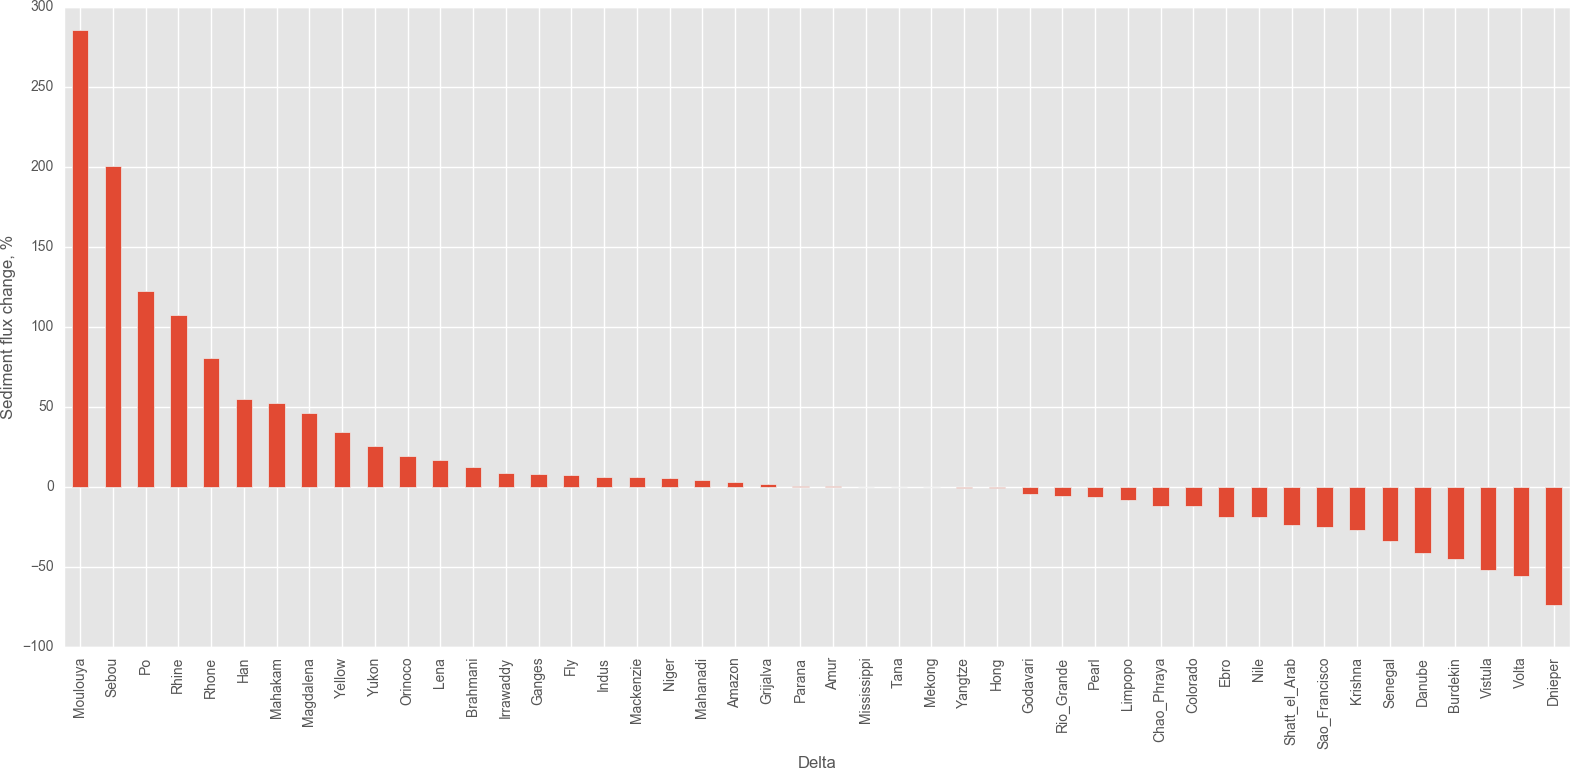 300
250
200
150
100
50
0
−50
−100
Sediment flux change, %
Moulouya
Sebou
Po
Rhine
Rhone
Han
Mahakam
Magdalena
Yellow
Yukon
Orinoco
Lena
Brahmani
Irrawaddy
Ganges
Fly
Indus
Mackenzie
Niger
Mahanadi
Amazon
Grijalva
Parana
Amur
Mississippi
Tana
Mekong
Yangtze
Hong
Godavari
Rio_Grande
Pearl
Limpopo
Chao_Phraya
Colorado
Ebro
Nile
Shatt_el_Arab
Sao_Francisco
Krishna
Senegal
Danube
Burdekin
Vistula
Volta
Dnieper
Delta